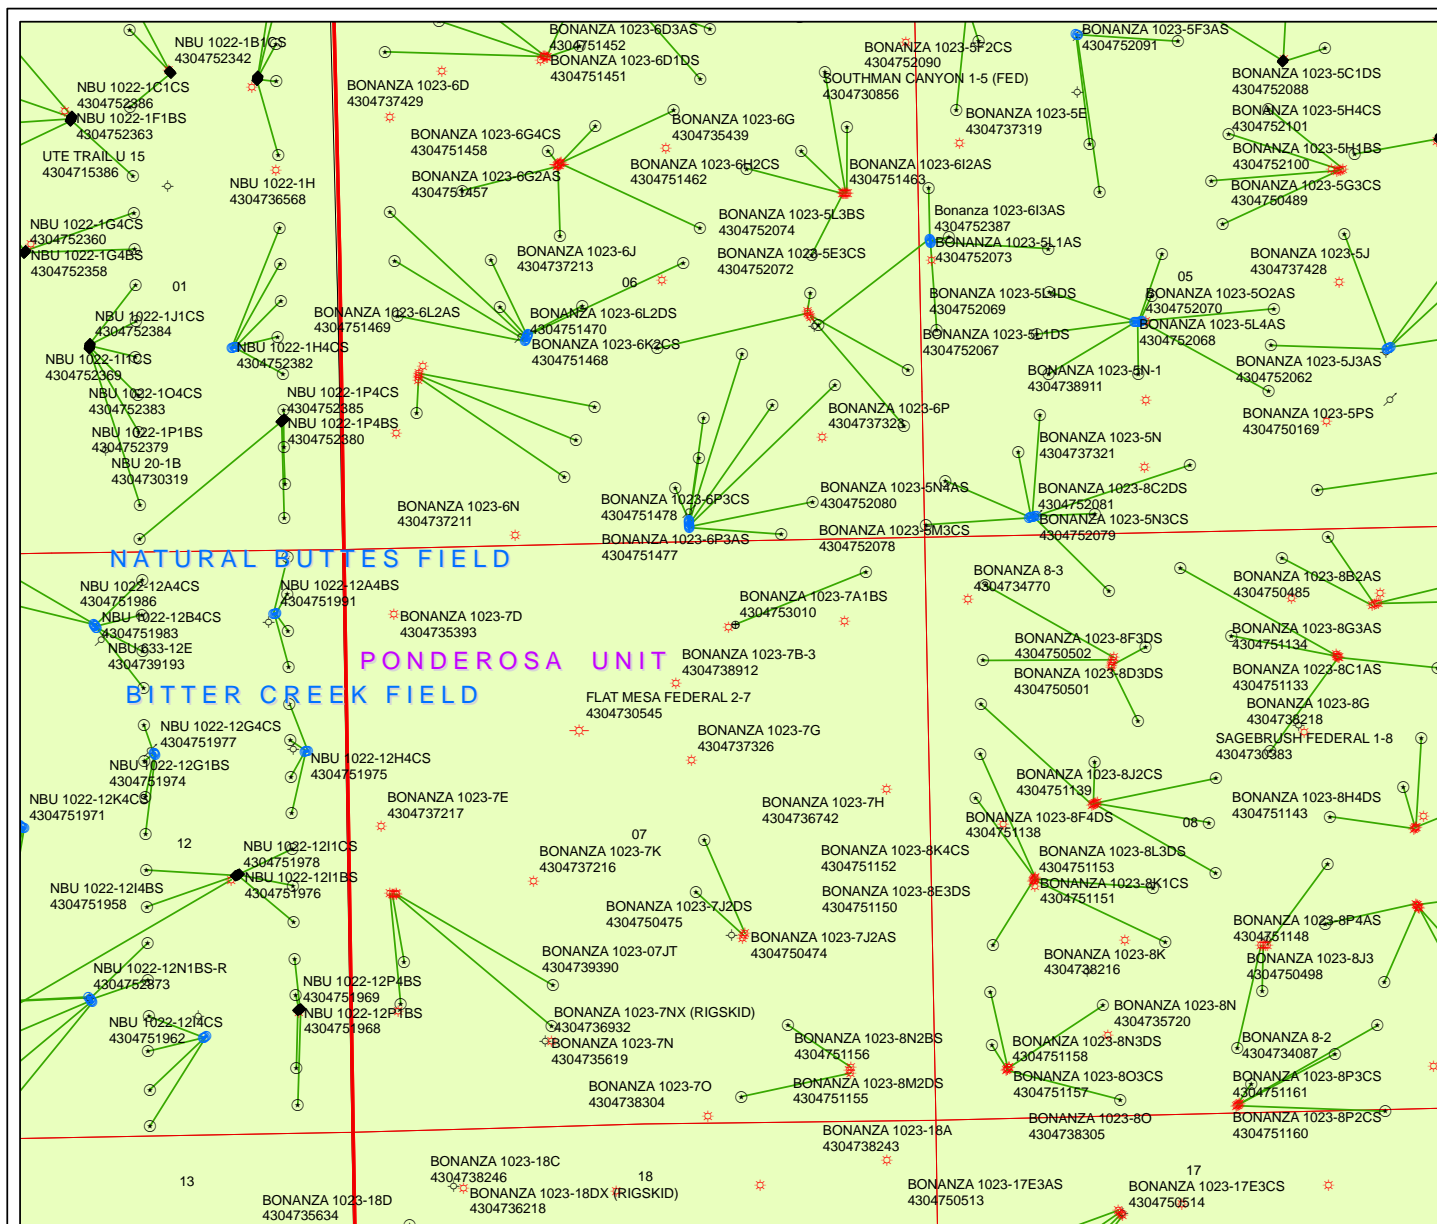 BONANZA 1023-6D3AS
4304751452
BONANZA 1023-6D1DS
4304751451
BONANZA 1023-5F2CS
4304752090
BONANZA 1023-5F3AS
4304752091
NBU 1022-1B1CS
4304752342
SOUTHMAN CANYON 1-5 (FED)
4304730856
BONANZA 1023-5C1DS
4304752088
NBU 1022-1C1CS
4304752386
NBU 1022-1F1BS
4304752363
BONANZA 1023-6D
4304737429
BONANZA 1023-6G
4304735439
BONANZA 1023-5E
4304737319
BONANZA 1023-5H4CS
4304752101
BONANZA 1023-5H1BS
4304752100
BONANZA 1023-5G3CS
4304750489
UTE TRAIL U 15
4304715386
BONANZA 1023-6G4CS
4304751458
BONANZA 1023-6G2AS
4304751457
BONANZA 1023-6H2CS
4304751462
BONANZA 1023-6I2AS
4304751463
NBU 1022-1H
4304736568
NBU 1022-1G4CS
4304752360
NBU 1022-1G4BS
4304752358
BONANZA 1023-5L3BS
4304752074
Bonanza 1023-6I3AS
4304752387
BONANZA 1023-5L1AS
4304752073
BONANZA 1023-6J
4304737213
BONANZA 1023-5E3CS
4304752072
BONANZA 1023-5J
4304737428
01
06
05
BONANZA 1023-5L4DS
4304752069
BONANZA 1023-5O2AS
4304752070
BONANZA 1023-5L4AS
4304752068
NBU 1022-1J1CS
4304752384
NBU 1022-1I1CS
4304752369
NBU 1022-1H4CS
4304752382
BONANZA 1023-6L2AS
4304751469
BONANZA 1023-6L2DS
4304751470
BONANZA 1023-6K2CS
4304751468
BONANZA 1023-5L1DS
4304752067
BONANZA 1023-5J3AS
4304752062
BONANZA 1023-5N-1
4304738911
NBU 1022-1O4CS
4304752383
NBU 1022-1P4CS
4304752385
NBU 1022-1P4BS
4304752380
NBU 1022-1P1BS
4304752379
NBU 20-1B
4304730319
BONANZA 1023-6P
4304737323
BONANZA 1023-5PS
4304750169
BONANZA 1023-5N
4304737321
BONANZA 1023-6N
4304737211
BONANZA 1023-6P3CS
4304751478
BONANZA 1023-6P3AS
4304751477
BONANZA 1023-5N4AS
4304752080
BONANZA 1023-8C2DS
4304752081
BONANZA 1023-5N3CS
4304752079
BONANZA 1023-5M3CS
4304752078
NATURAL BUTTES FIELD
NBU 1022-12A4CS
4304751986
NBU 1022-12A4BS
4304751991
NBU 1022-12B4CS
4304751983
NBU 633-12E
4304739193
BONANZA 1023-7D
4304735393
BONANZA 1023-7A1BS
4304753010
BONANZA 8-3
4304734770
BONANZA 1023-8B2AS
4304750485
PONDEROSA UNIT
BONANZA 1023-7B-3
4304738912
BONANZA 1023-8F3DS
4304750502
BONANZA 1023-8D3DS
4304750501
BONANZA 1023-8G3AS
4304751134
BONANZA 1023-8C1AS
4304751133
BITTER CREEK FIELD
FLAT MESA FEDERAL 2-7
4304730545
BONANZA 1023-8G
4304738218
NBU 1022-12G4CS
4304751977
NBU 1022-12G1BS
4304751974
NBU 1022-12H4CS
4304751975
BONANZA 1023-7G
4304737326
SAGEBRUSH FEDERAL 1-8
4304730383
NBU 1022-12K4CS
4304751971
BONANZA 1023-7E
4304737217
BONANZA 1023-7H
4304736742
BONANZA 1023-8J2CS
4304751139
BONANZA 1023-8F4DS
4304751138
BONANZA 1023-8H4DS
4304751143
12
07
08
NBU 1022-12I1CS
4304751978
NBU 1022-12I1BS
4304751976
NBU 1022-12I4BS
4304751958
BONANZA 1023-7K
4304737216
BONANZA 1023-8K4CS
4304751152
BONANZA 1023-8L3DS
4304751153
BONANZA 1023-8K1CS
4304751151
BONANZA 1023-8E3DS
4304751150
BONANZA 1023-7J2DS
4304750475
BONANZA 1023-7J2AS
4304750474
BONANZA 1023-8P4AS
4304751148
BONANZA 1023-07JT
4304739390
BONANZA 1023-8K
4304738216
BONANZA 1023-8J3
4304750498
NBU 1022-12N1BS-R
4304752873
NBU 1022-12P4BS
4304751969
NBU 1022-12P1BS
4304751968
NBU 1022-12I4CS
4304751962
BONANZA 1023-7NX (RIGSKID)
4304736932
BONANZA 1023-7N
4304735619
BONANZA 1023-8N
4304735720
BONANZA 1023-8N2BS
4304751156
BONANZA 1023-8N3DS
4304751158
BONANZA 8-2
4304734087
BONANZA 1023-7O
4304738304
BONANZA 1023-8M2DS
4304751155
BONANZA 1023-8O3CS
4304751157
BONANZA 1023-8P3CS
4304751161
BONANZA 1023-8O
4304738305
BONANZA 1023-8P2CS
4304751160
BONANZA 1023-18A
4304738243
BONANZA 1023-18C
4304738246
BONANZA 1023-18DX (RIGSKID)
4304736218
13
18
17
BONANZA 1023-18D
4304735634
BONANZA 1023-17E3AS
4304750513
BONANZA 1023-17E3CS
4304750514